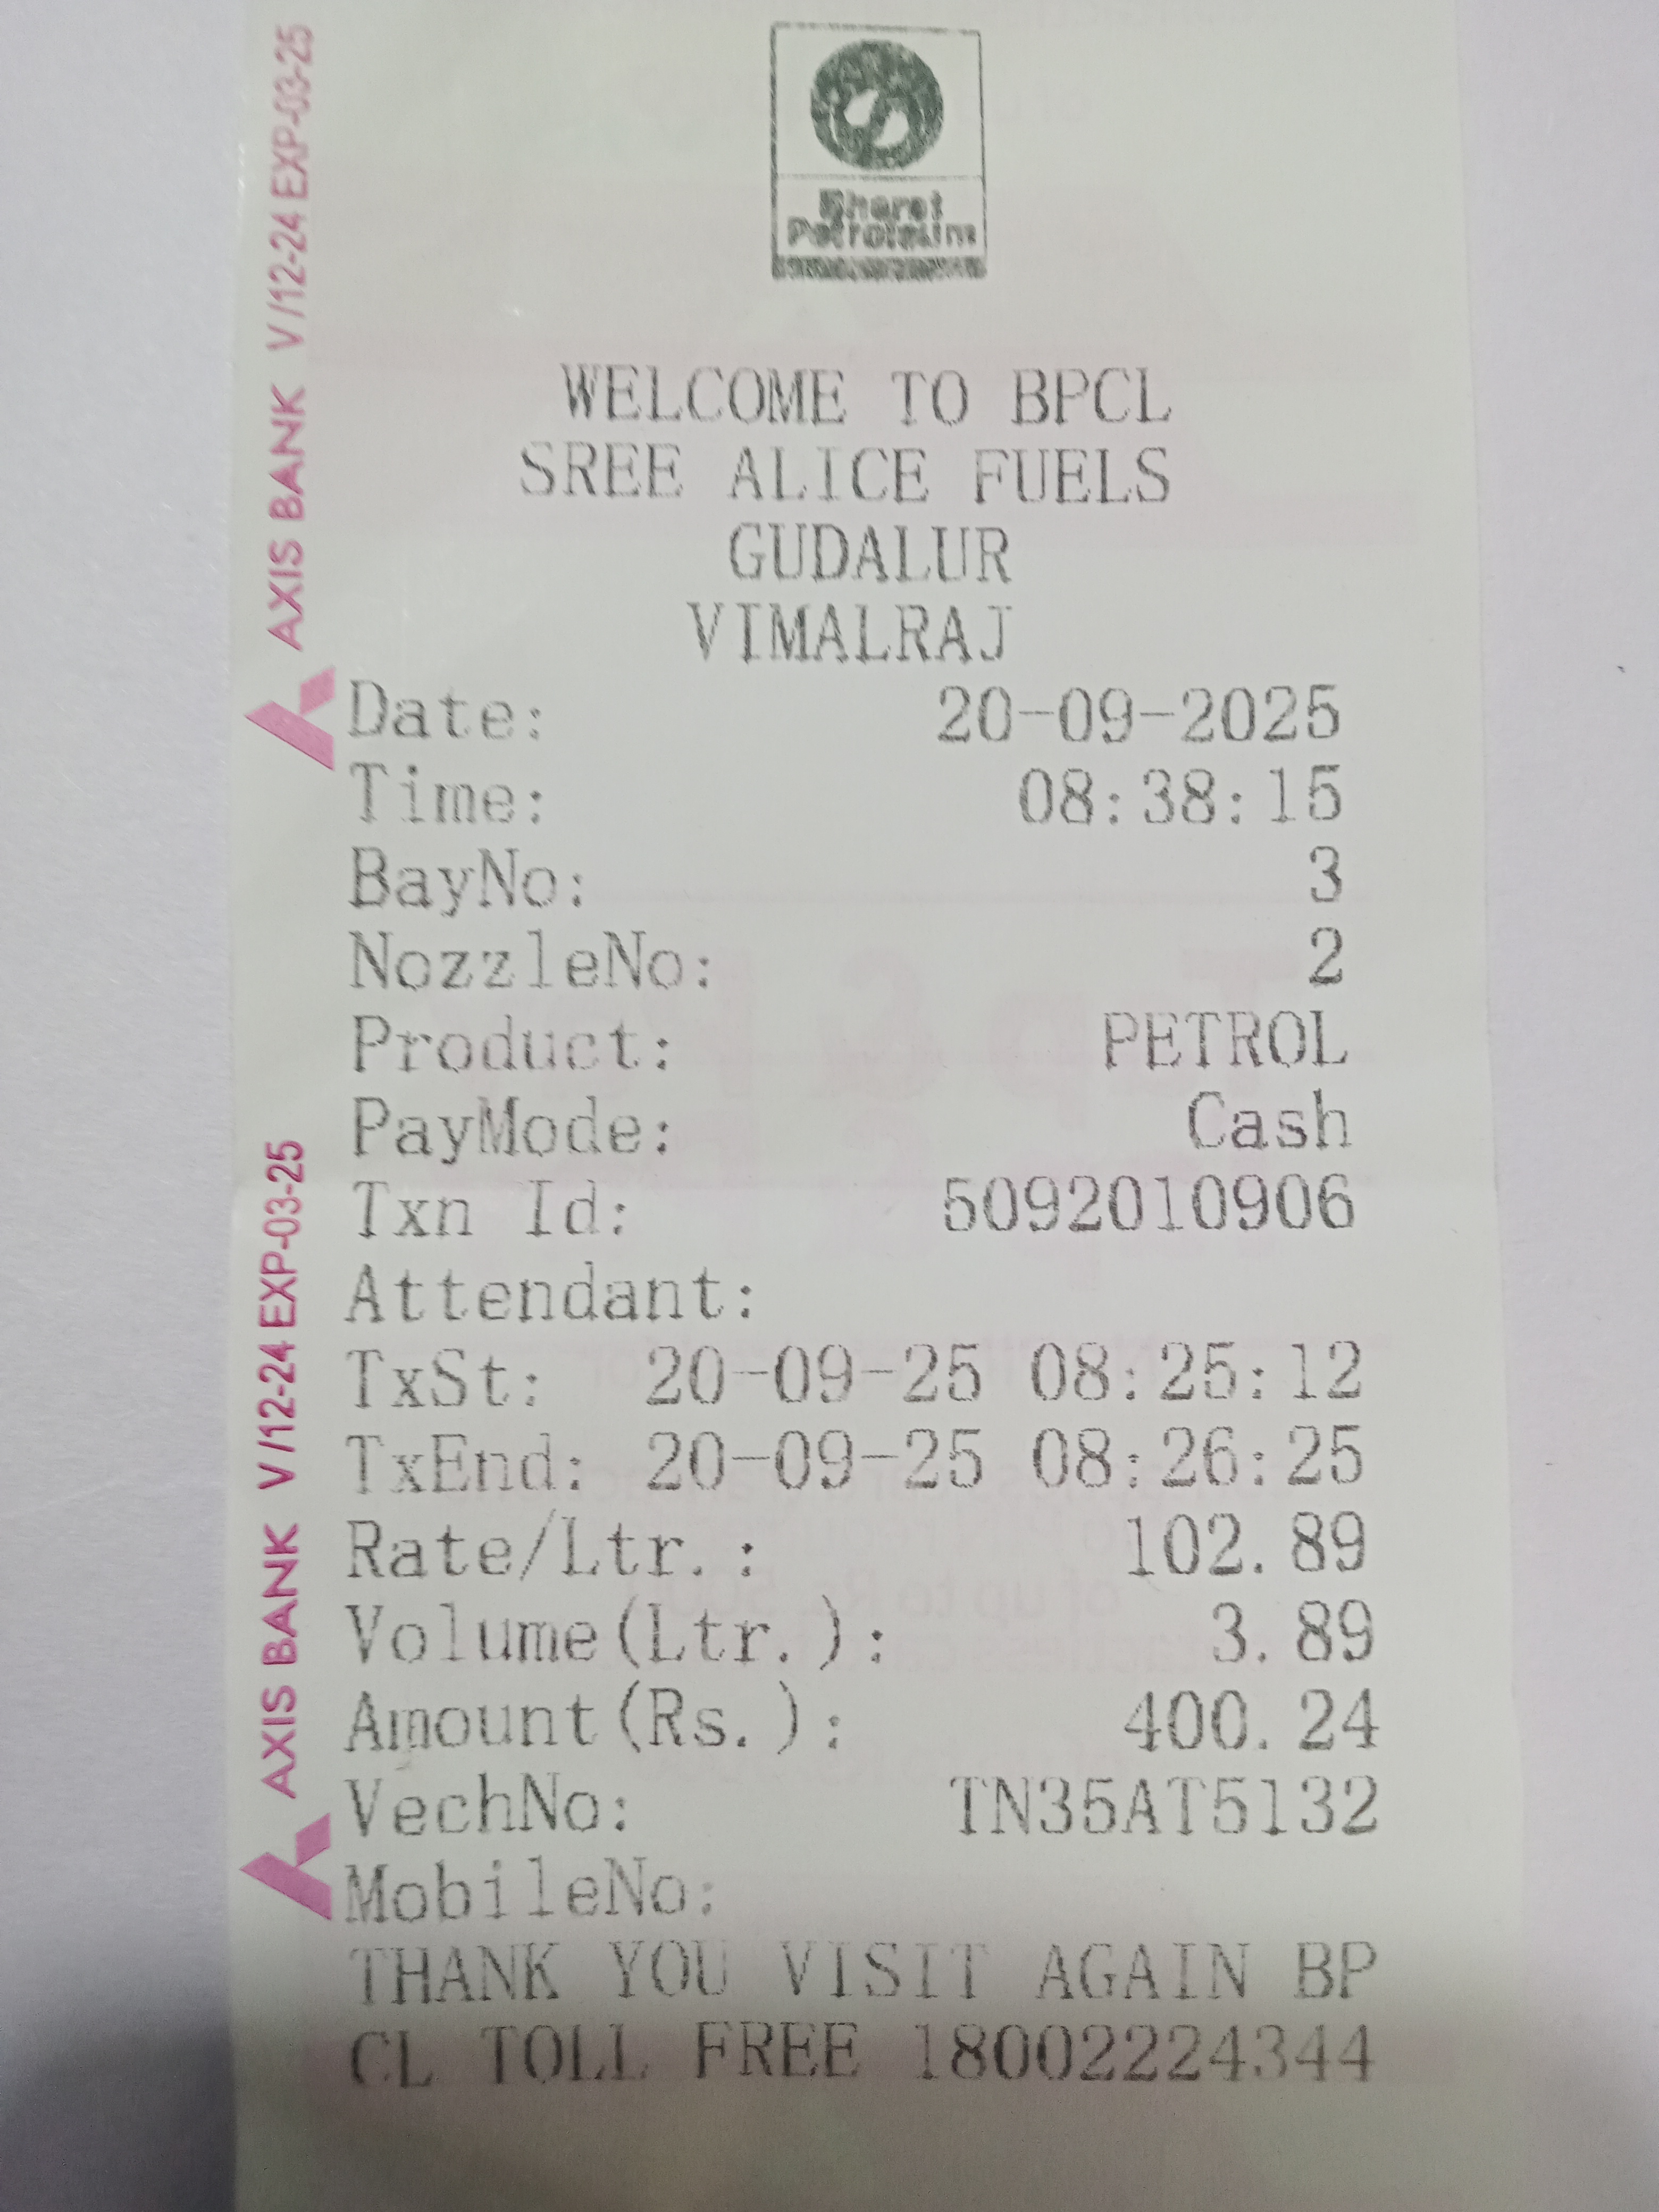 Bharat
Petroleum
WELCOME TO BPCL
SREE ALICE FUELS
GUDALUR
VIMALRAJ
Date: 20-09-2025
Time: 08:38:15
BayNo: 3
NozzleNo: 2
Product: PETROL
PayMode: Cash
Txn Id: 5092010906
Attendant:
TxSt: 20-09-25 08:25:12
TxEnd: 20-09-25 08:26:25
Rate/Ltr.: 102.89
Volume(Ltr.): 3.89
Amount(Rs.): 400.24
VechNo: TN35AT5132
MobileNo:
THANK YOU VISIT AGAIN BP
CL TOLL FREE 18002224344
AXIS BANK V /12-24 EXP-03-25
AXIS BANK V /12-24 EXP-03-25